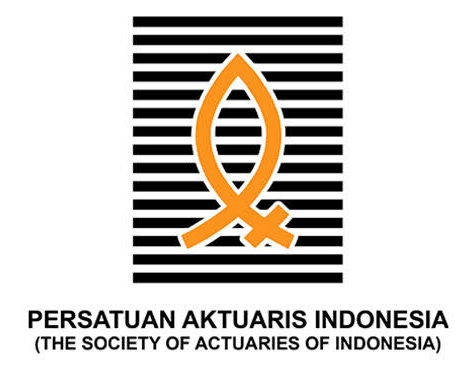 PERSATUAN AKTUARIS INDONESIA
(THE SOCIETY OF ACTUARIES OF INDONESIA)